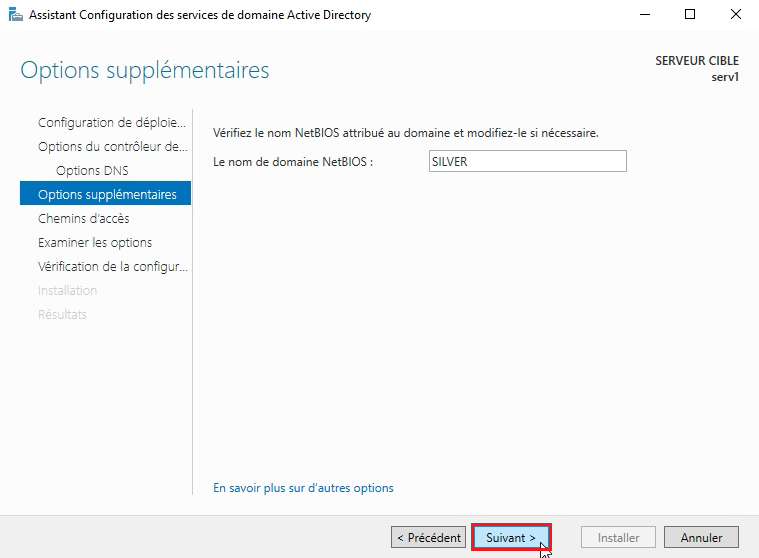 Assistant Configuration des services de domaine Active Directory
Options supplémentaires
SERVEUR CIBLE
serv1
Configuration de déploie...
Options du contrôleur de...
Options DNS
Options supplémentaires
Chemins d'accès
Examiner les options
Vérification de la configur...
Installation
Résultats
Vérifiez le nom NetBIOS attribué au domaine et modifiez-le si nécessaire.
Le nom de domaine NetBIOS : SILVER
En savoir plus sur d'autres options
< Précédent Suivant > Installer Annuler